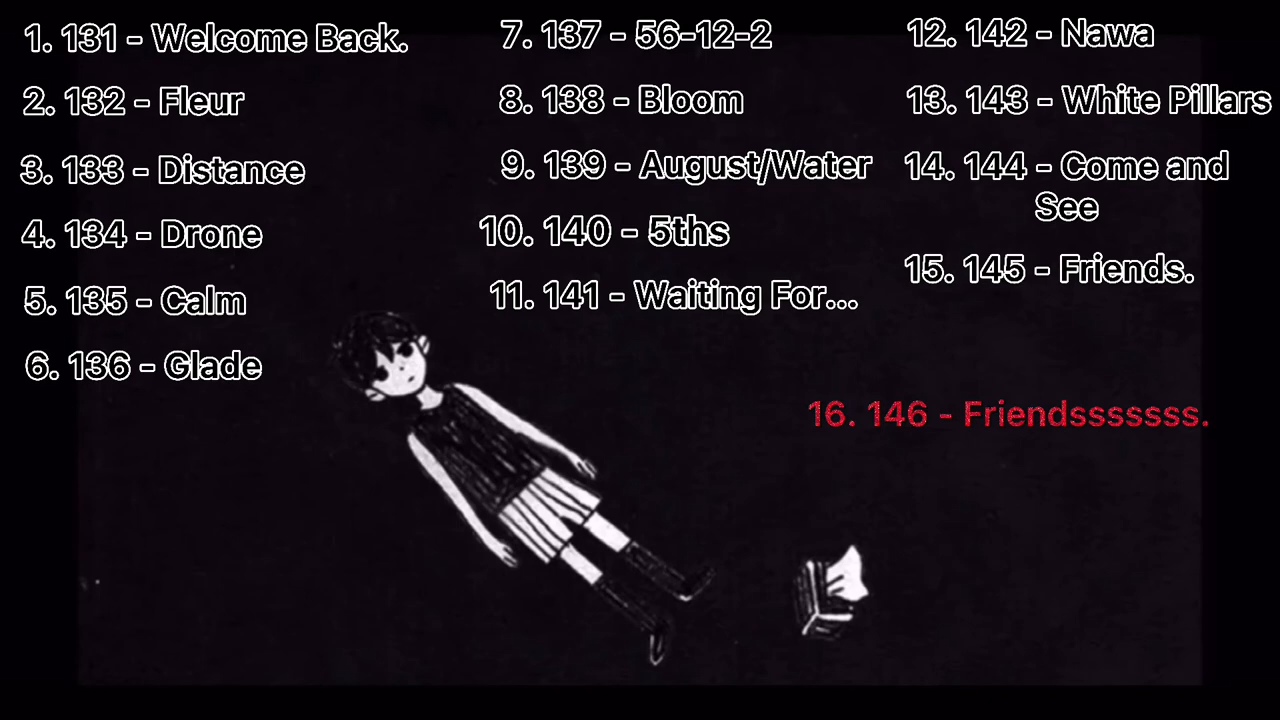 1. 131 - Welcome Back.
2. 132 - Fleur
3. 133 - Distance
4. 134 - Drone
5. 135 - Calm
6. 136 - Glade
7. 137 - 56-12-2
8. 138 - Bloom
9. 139 - August/Water
10. 140 - 5ths
11. 141 - Waiting For...
12. 142 - Nawa
13. 143 - White Pillars
14. 144 - Come and
See
15. 145 - Friends.
16. 146 - Friendsssssss.